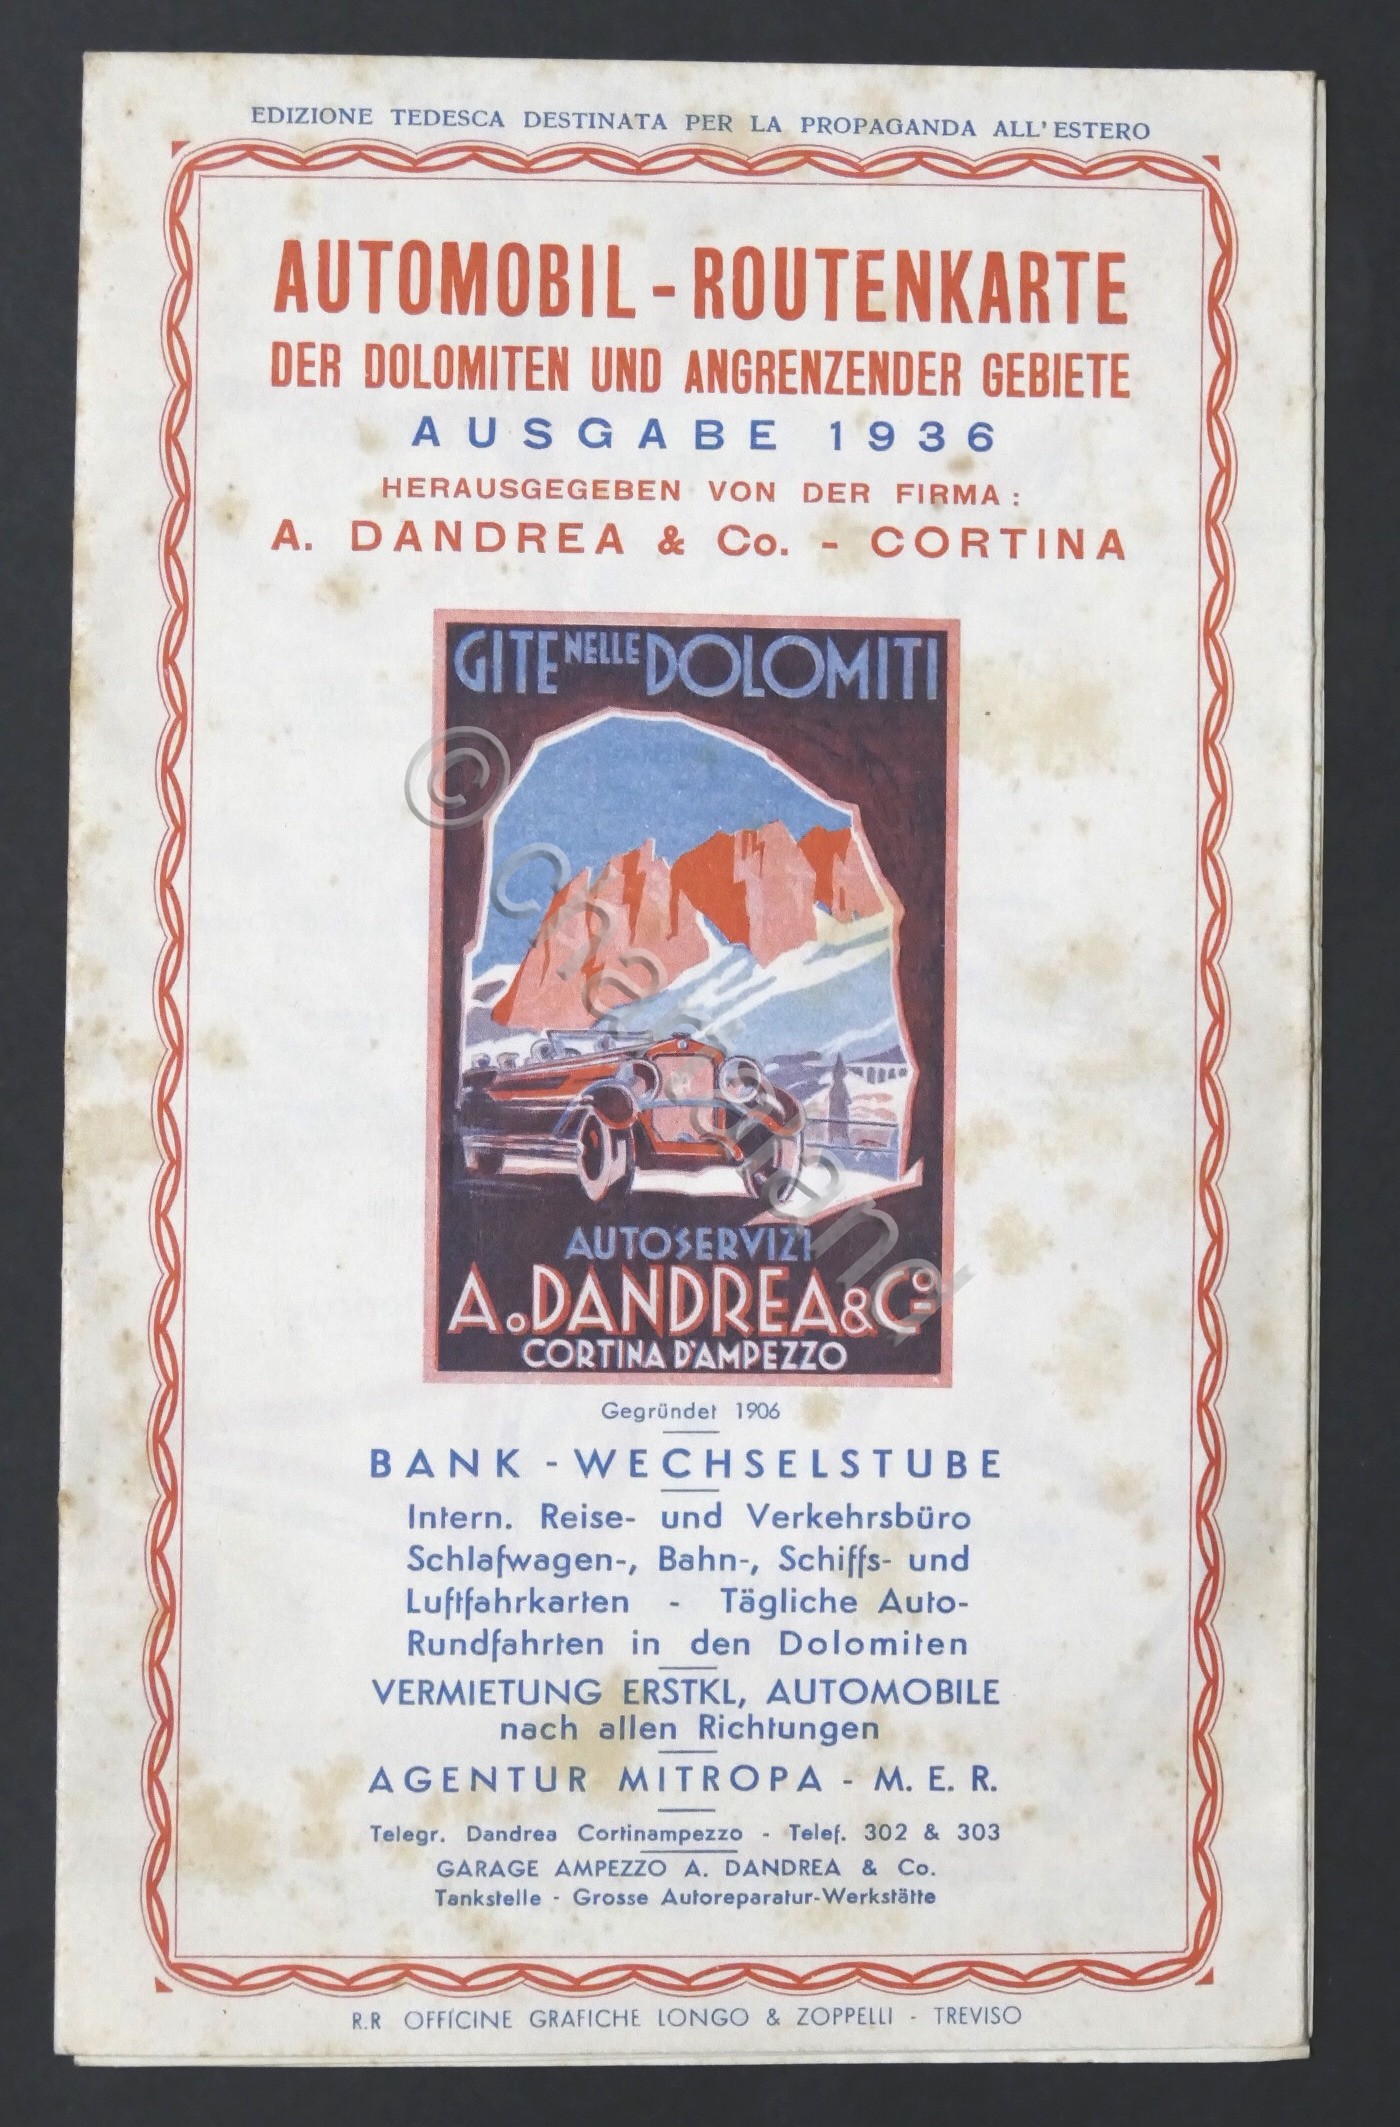 EDIZIONE TEDESCA DESTINATA PER LA PROPAGANDA ALL' ESTERO
AUTOMOBIL - ROUTENKARTE
DER DOLOMITEN UND ANGRENZENDER GEBIETE
AUSGABE 1936
HERAUSGEGEBEN VON DER FIRMA :
A. DANDREA & Co. - CORTINA
GITE NELLE DOLOMITI
© chartaland
AUTOSERVIZI
A. DANDREA & Co
CORTINA D'AMPEZZO
Gegründet 1906
BANK - WECHSELSTUBE
Intern. Reise- und Verkehrsbüro
Schlafwagen-, Bahn-, Schiffs- und
Luftfahrkarten - Tägliche Auto-
Rundfahrten in den Dolomiten
VERMIETUNG ERSTKL, AUTOMOBILE
nach allen Richtungen
AGENTUR MITROPA - M. E. R.
Telegr. Dandrea Cortinampezzo - Telef. 302 & 303
GARAGE AMPEZZO A. DANDREA & Co.
Tankstelle - Grosse Autoreparatur-Werkstätte
R.R OFFICINE GRAFICHE LONGO & ZOPPELLI - TREVISO